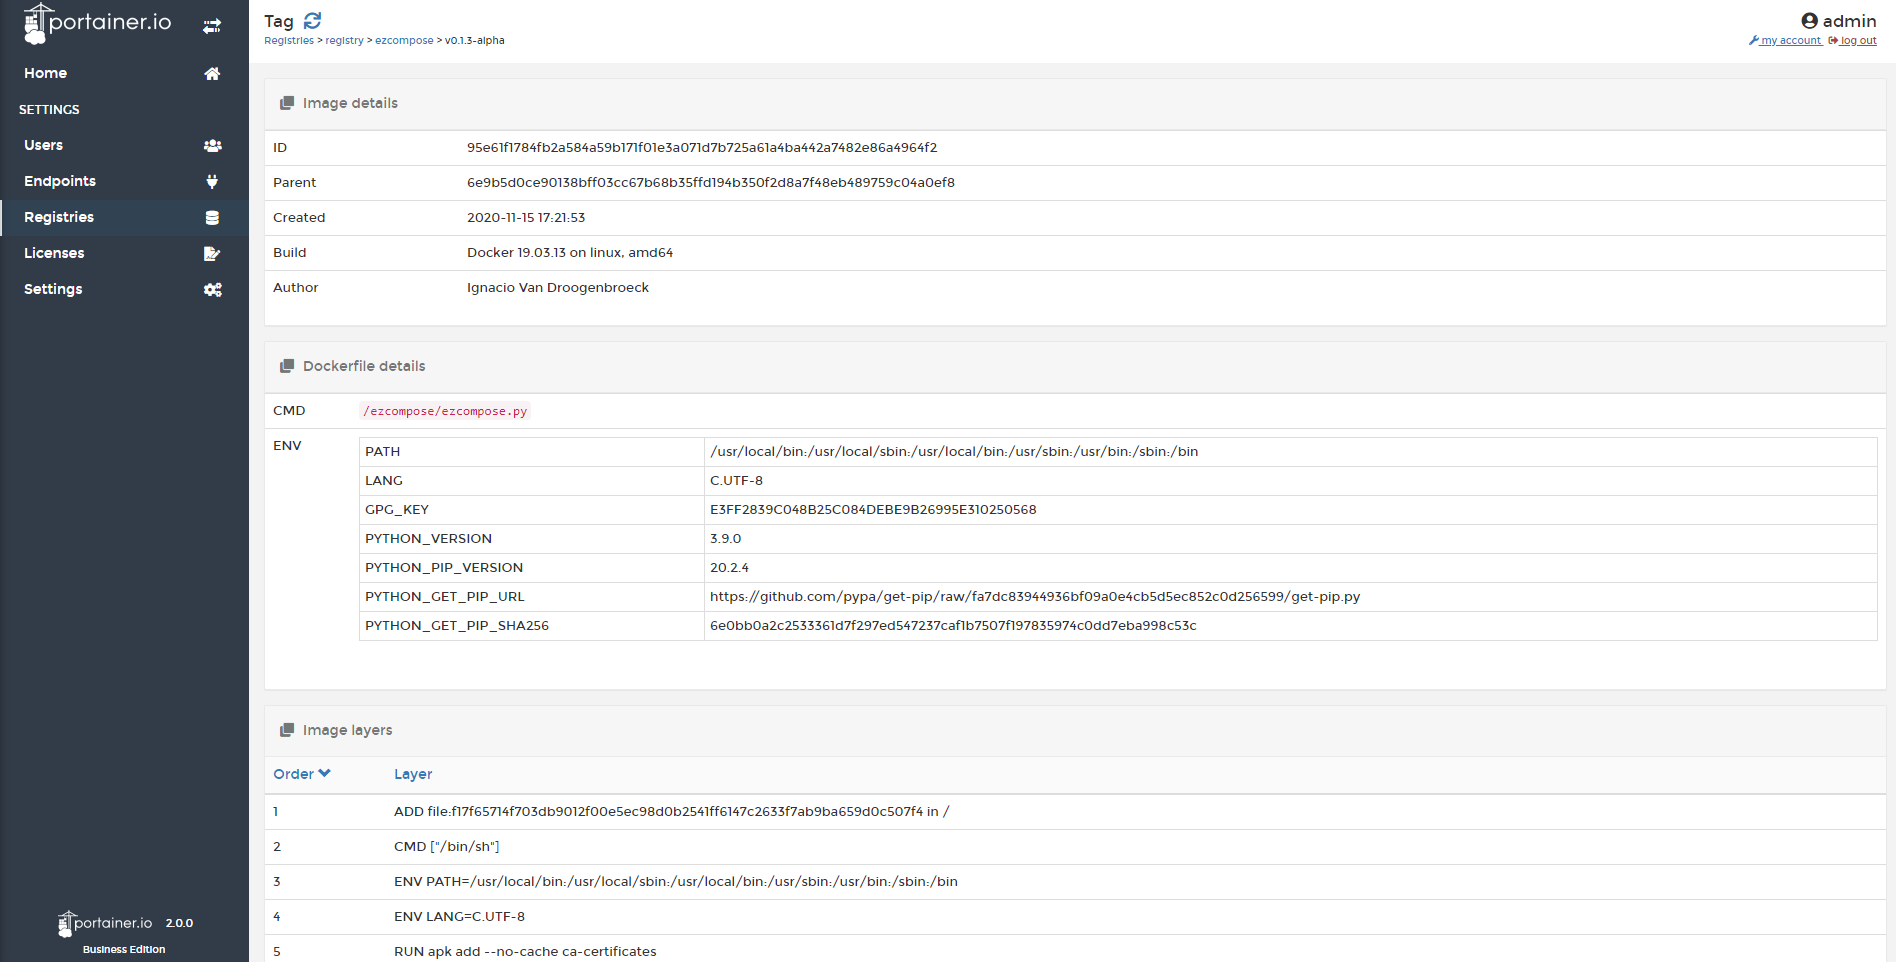 portainer.io
Home
SETTINGS
Users
Endpoints
Registries
Licenses
Settings
portainer.io 2.0.0
Business Edition
Tag
Registries > registry > ezcompose > v0.1.3-alpha
admin
my account log out
Image details
ID 95e61f1784fb2a584a59b171f01e3a071d7b725a61a4ba442a7482e86a4964f2
Parent 6e9b5d0ce90138bff03cc67b68b35ffd194b350f2d8a7f48eb489759c04a0ef8
Created 2020-11-15 17:21:53
Build Docker 19.03.13 on linux, amd64
Author Ignacio Van Droogenbroeck
Dockerfile details
CMD /ezcompose/ezcompose.py
ENV
PATH /usr/local/bin:/usr/local/sbin:/usr/local/bin:/usr/sbin:/usr/bin:/sbin:/bin
LANG C.UTF-8
GPG_KEY E3FF2839C048B25C084DEBE9B26995E310250568
PYTHON_VERSION 3.9.0
PYTHON_PIP_VERSION 20.2.4
PYTHON_GET_PIP_URL https://github.com/pypa/get-pip/raw/fa7dc83944936bf09a0e4cb5d5ec852c0d256599/get-pip.py
PYTHON_GET_PIP_SHA256 6e0bb0a2c2533361d7f297ed547237caf1b7507f197835974c0dd7eba998c53c
Image layers
Order Layer
1 ADD file:f17f65714f703db9012f00e5ec98d0b2541ff6147c2633f7ab9ba659d0c507f4 in /
2 CMD ["/bin/sh"]
3 ENV PATH=/usr/local/bin:/usr/local/sbin:/usr/local/bin:/usr/sbin:/usr/bin:/sbin:/bin
4 ENV LANG=C.UTF-8
5 RUN apk add --no-cache ca-certificates